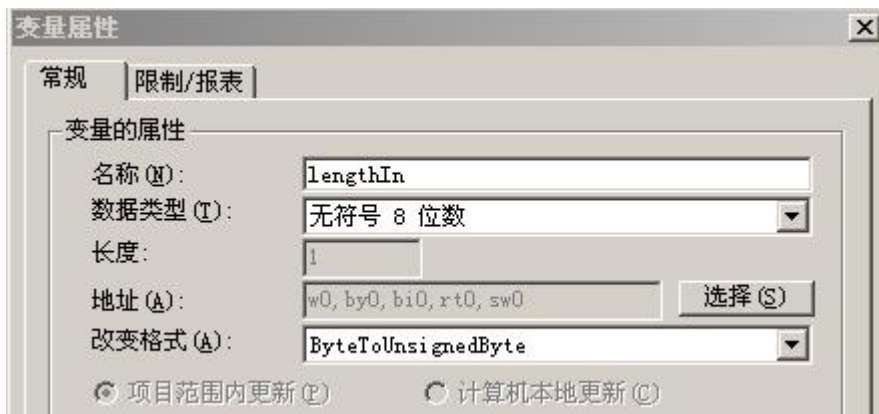 变量属性
常规 限制/报表
变量的属性
名称(N): lengthIn
数据类型(T): 无符号 8 位数
长度: 1
地址(A): w0,by0,bi0,rt0,sw0 选择(S)
改变格式(A): ByteToUnsignedByte
项目范围内更新(P) 计算机本地更新(C)